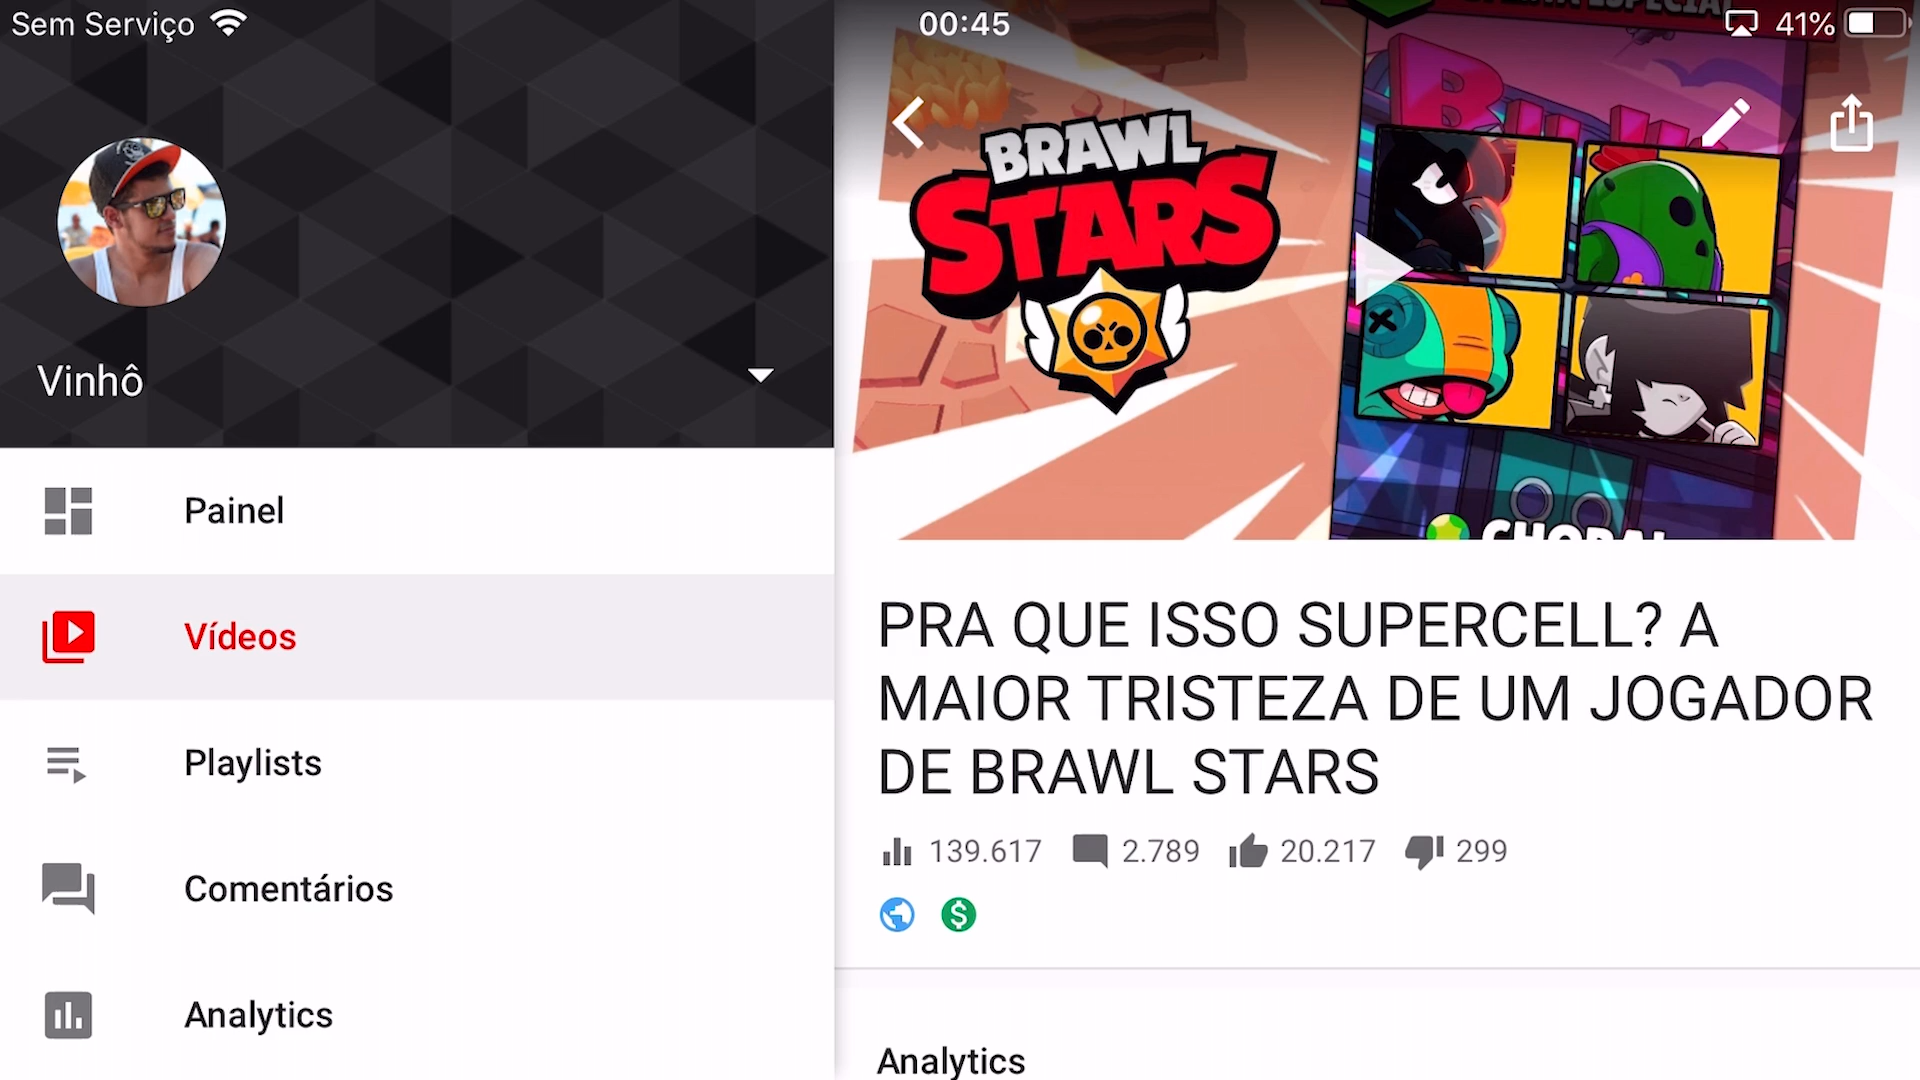 Sem Serviço
00:45
41%
Vinhô
Painel
Vídeos
Playlists
Comentários
Analytics
BRAWL
STARS
PRA QUE ISSO SUPERCELL? A
MAIOR TRISTEZA DE UM JOGADOR
DE BRAWL STARS
139.617 2.789 20.217 299
Analytics